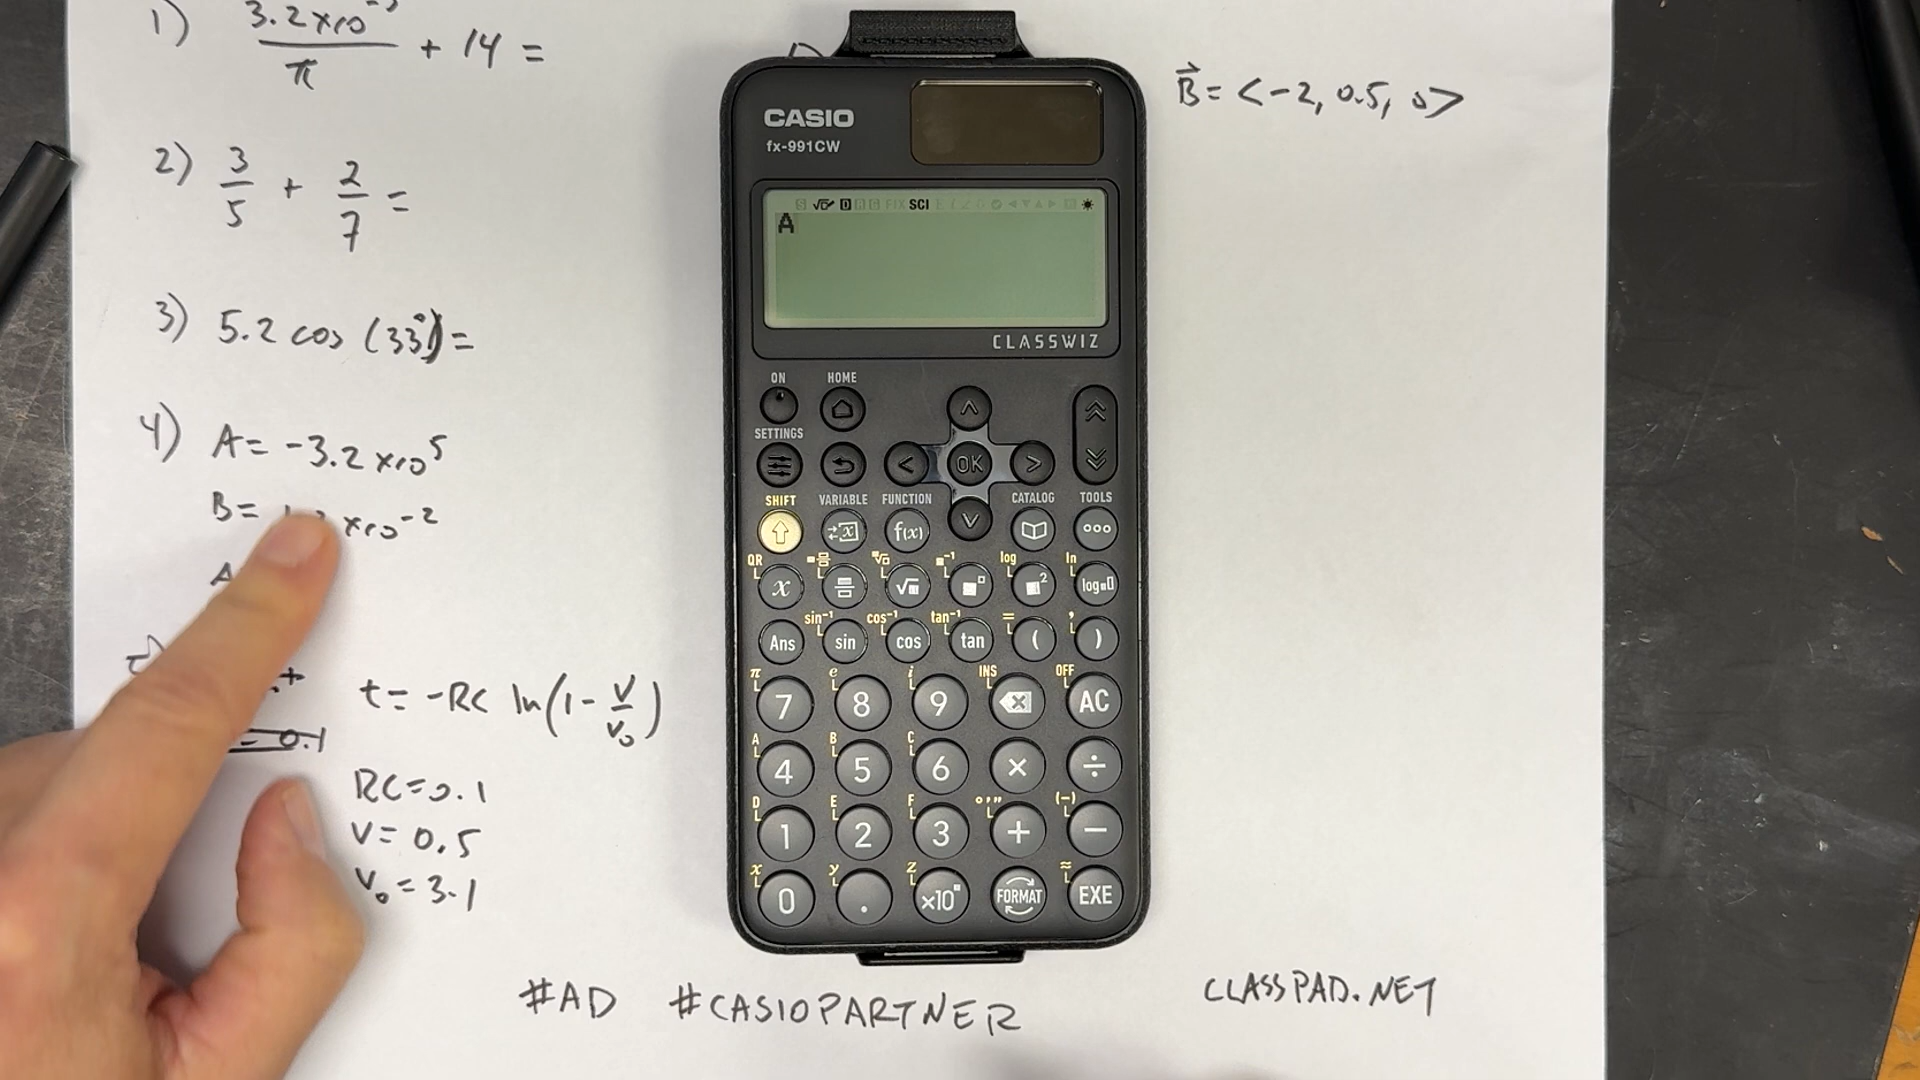 1) 3.2×10 / π + 14 =
2) 3/5 + 2/7 =
3) 5.2 cos (33°) =
4) A = -3.2×10⁵
B = ×10⁻²
A
t = -RC ln(1 - V/V₀)
= 0.1
RC = 0.1
V = 0.5
V₀ = 3.1
B⃗ = <-2, 0.5, 0>
#AD #CASIOPARTNER
CLASSPAD.NET
CASIO
fx-991CW
√ D SCI
A
CLASSWIZ
ON HOME
SETTINGS
OK
SHIFT VARIABLE FUNCTION CATALOG TOOLS
x f(x)
QR log ln
x √ log
sin⁻¹ cos⁻¹ tan⁻¹ = ,
Ans sin cos tan ( )
π e i INS OFF
7 8 9 AC
A B C
4 5 6 × ÷
D E F °′″ (-)
1 2 3 + −
x y z ≈
0 . ×10 FORMAT EXE